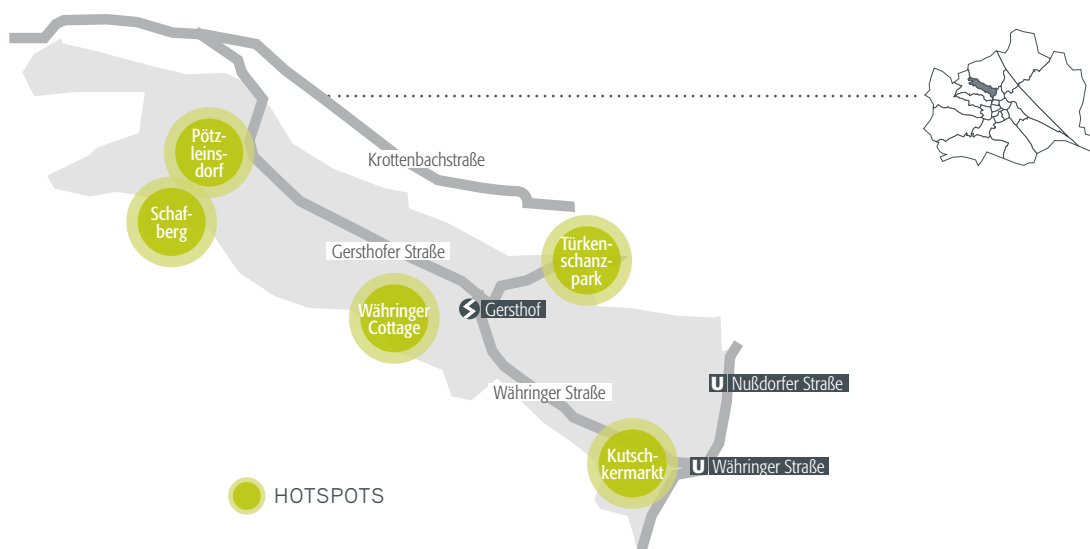 Pötz-
leins-
dorf
Krottenbachstraße
Schaf-
berg
Gersthofer Straße
Türken-
schanz-
park
Währinger
Cottage
Gersthof
Währinger Straße
U Nußdorfer Straße
Kutsch-
kermarkt
U Währinger Straße
HOTSPOTS